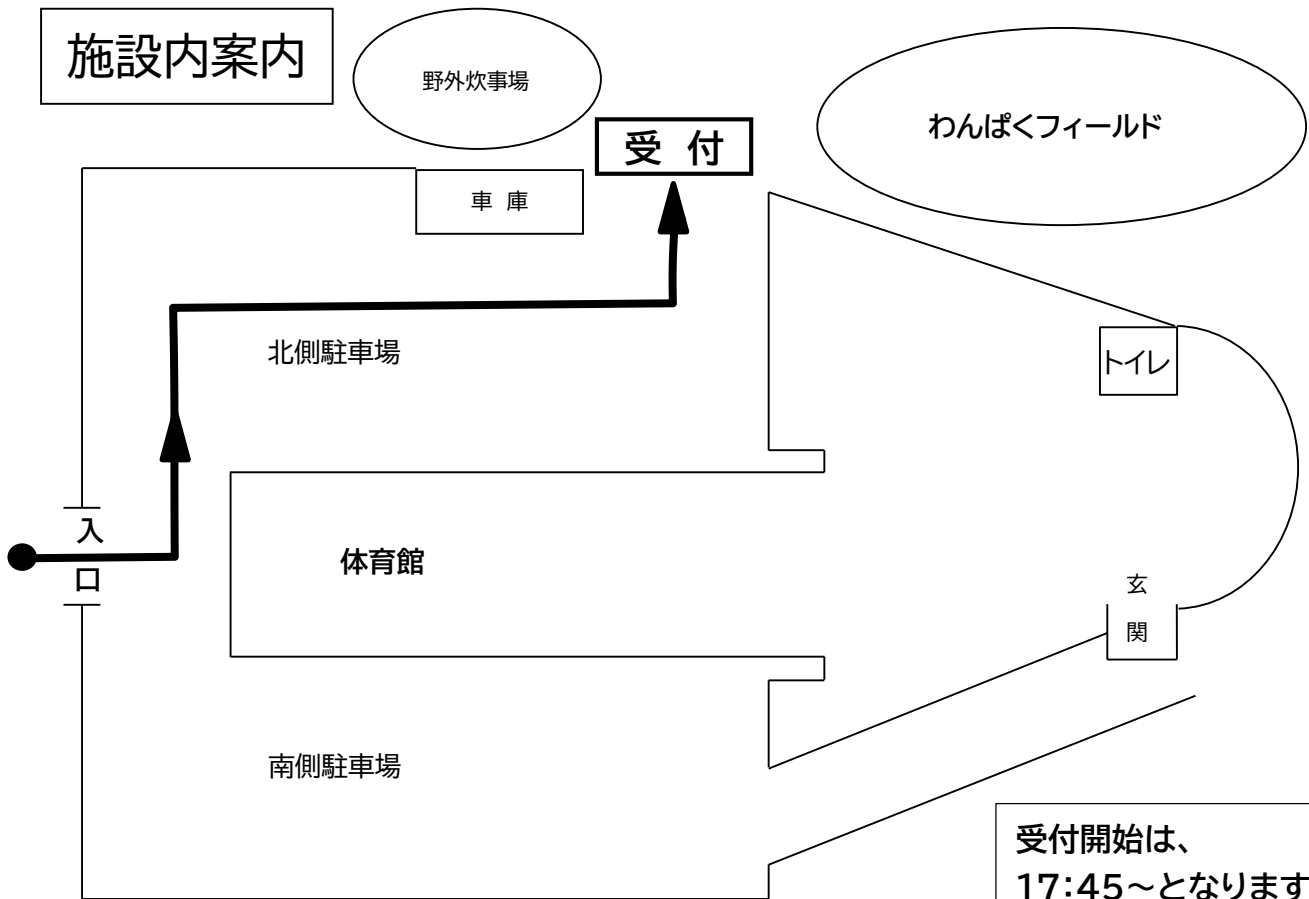 施設内案内
野外炊事場
わんぱくフィールド
受 付
車 庫
北側駐車場
トイレ
入
口
体育館
玄
関
南側駐車場
受付開始は、
17:45～となります